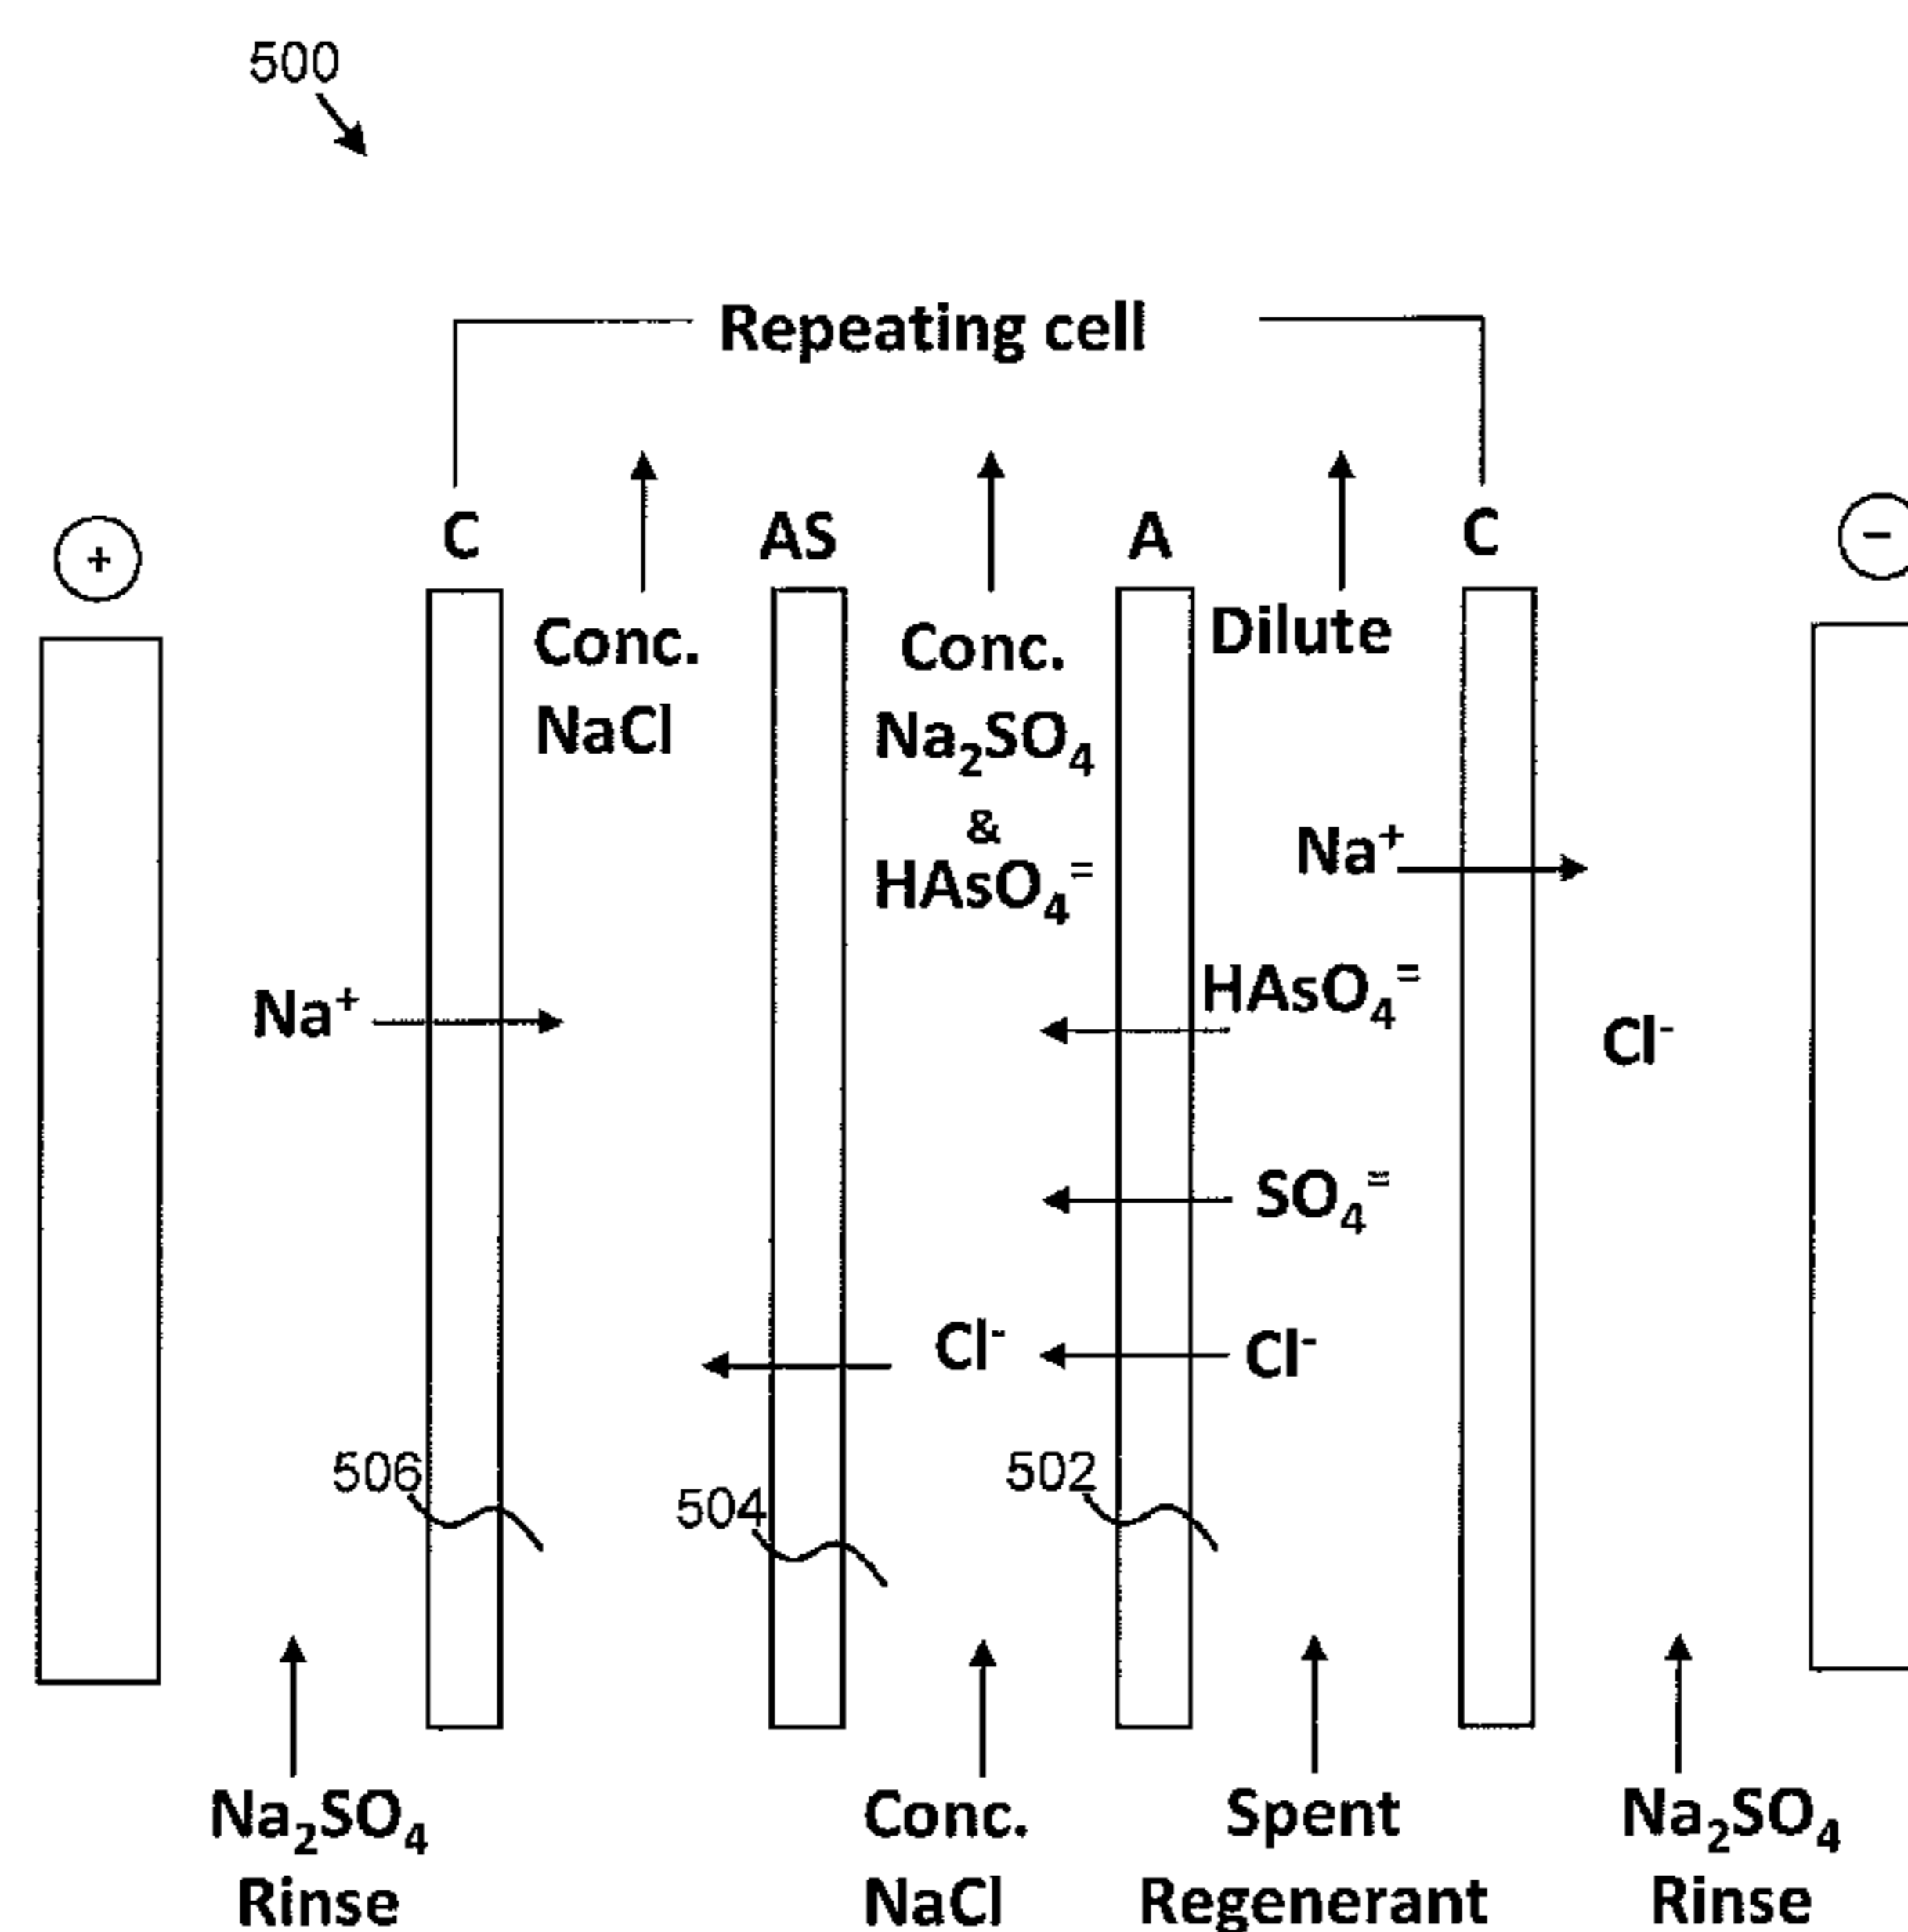 500
Repeating cell
+ C AS A C −
Conc. NaCl
Conc. Na₂SO₄ & HAsO₄⁼
Dilute
Na⁺
HAsO₄⁼
Na⁺
Cl⁻
SO₄⁼
Cl⁻
Cl⁻
506
504
502
Na₂SO₄ Rinse
Conc. NaCl
Spent Regenerant
Na₂SO₄ Rinse